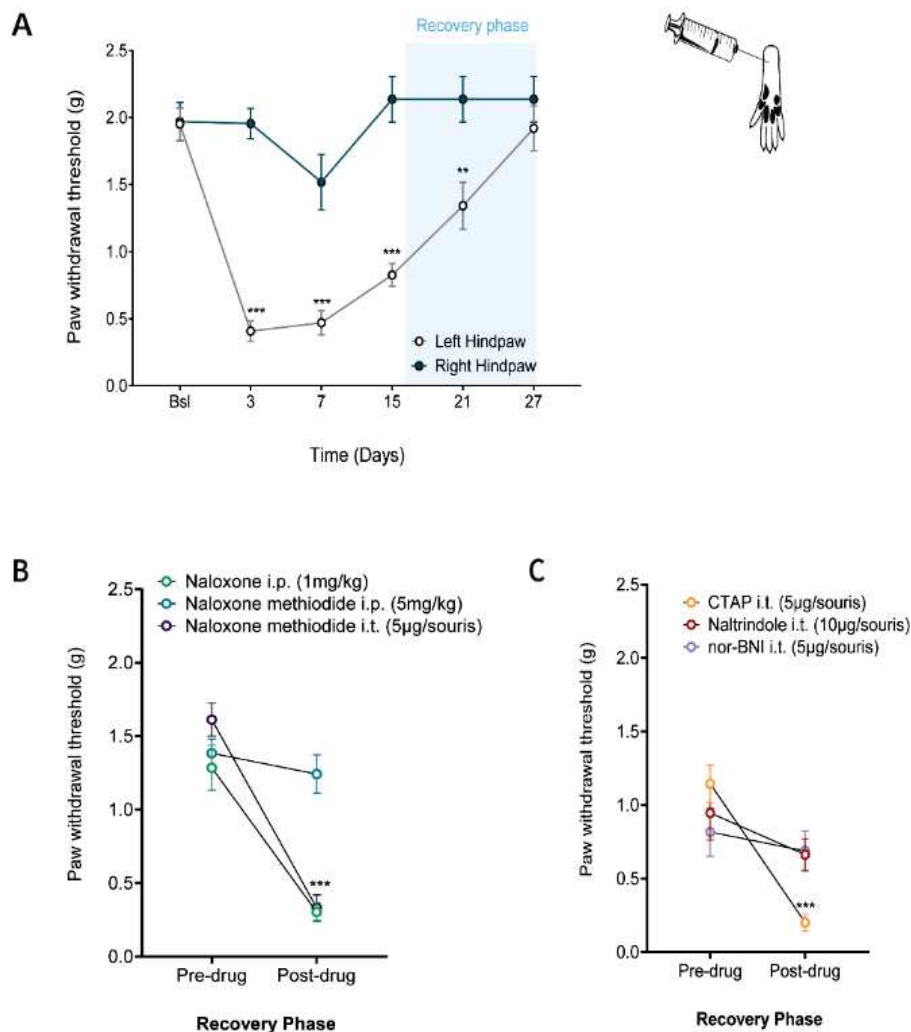 A
Recovery phase
2.5
2.0
1.5
1.0
0.5
0.0
Paw withdrawal threshold (g)
***
***
***
**
Left Hindpaw
Right Hindpaw
Bsl 3 7 15 21 27
Time (Days)
B
Naloxone i.p. (1mg/kg)
Naloxone methiodide i.p. (5mg/kg)
Naloxone methiodide i.t. (5µg/souris)
2.5
2.0
1.5
1.0
0.5
0.0
Paw withdrawal threshold (g)
***
Pre-drug Post-drug
Recovery Phase
C
CTAP i.t. (5µg/souris)
Naltrindole i.t. (10µg/souris)
nor-BNI i.t. (5µg/souris)
2.5
2.0
1.5
1.0
0.5
0.0
Paw withdrawal threshold (g)
***
Pre-drug Post-drug
Recovery Phase